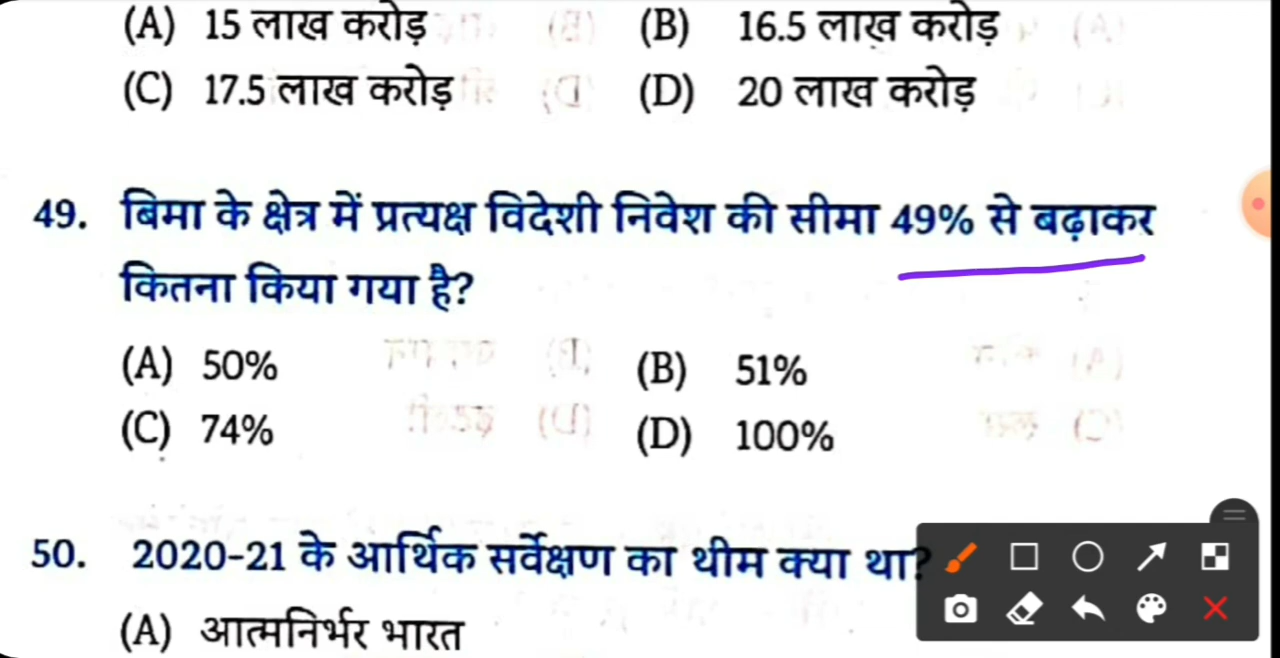 (A) 15 लाख करोड़ (B) 16.5 लाख करोड़
(C) 17.5 लाख करोड़ (D) 20 लाख करोड़
49. बिमा के क्षेत्र में प्रत्यक्ष विदेशी निवेश की सीमा 49% से बढ़ाकर
कितना किया गया है?
(A) 50% (B) 51%
(C) 74% (D) 100%
50. 2020-21 के आर्थिक सर्वेक्षण का थीम क्या था?
(A) आत्मनिर्भर भारत